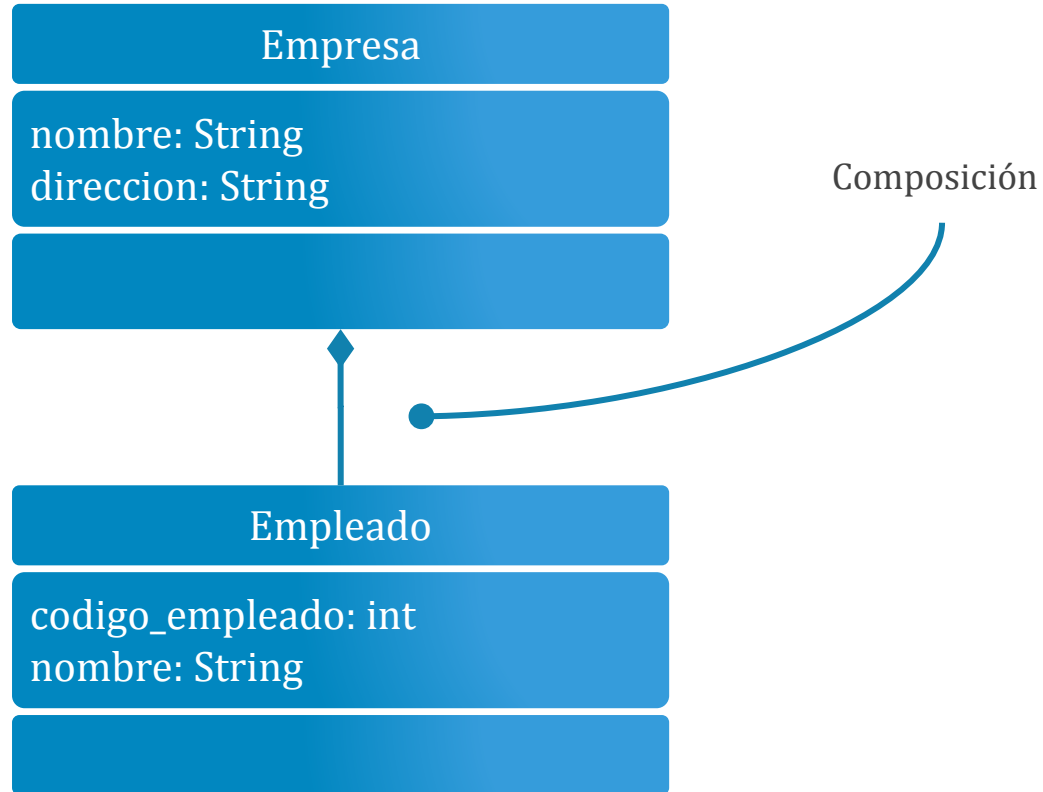 Empresa
nombre: String
direccion: String
Composición
Empleado
codigo_empleado: int
nombre: String